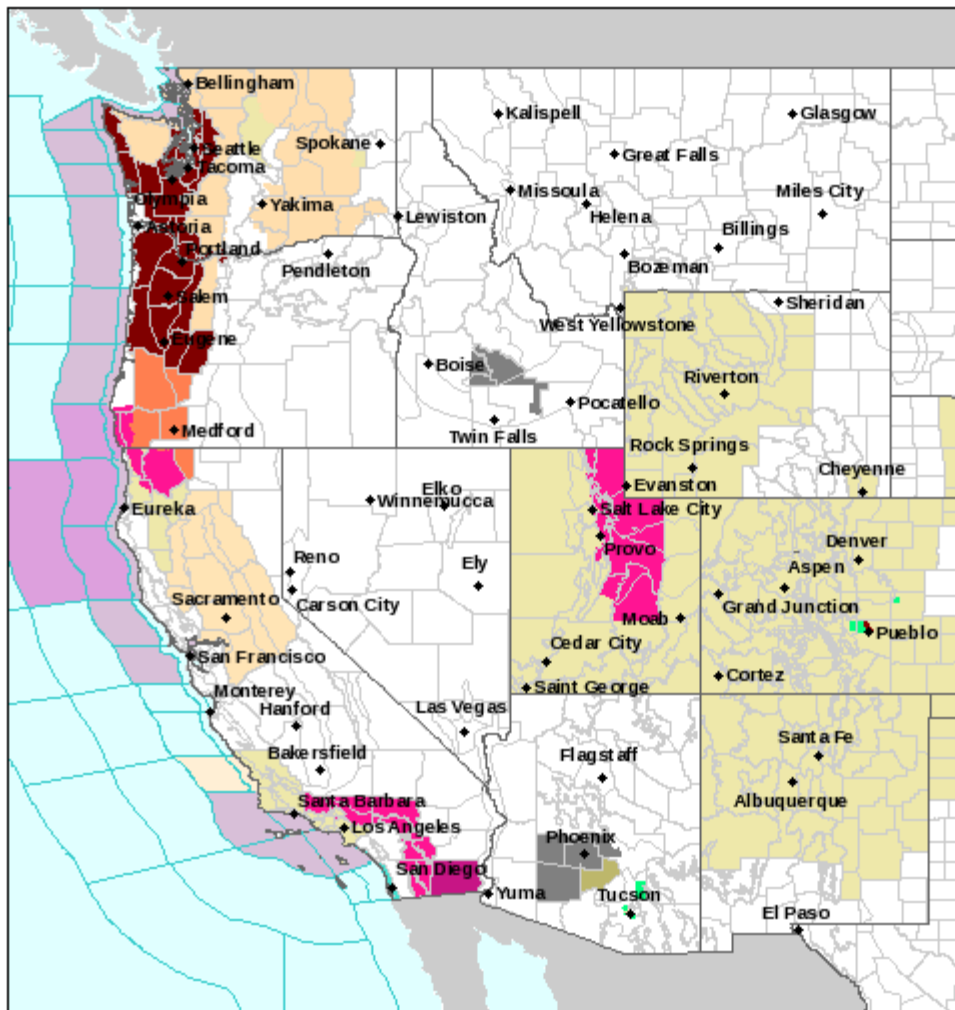 Bellingham
Kalispell
Glasgow
Seattle
Spokane
Great Falls
Tacoma
Missoula
Miles City
Olympia
Yakima
Helena
Lewiston
Astoria
Billings
Portland
Pendleton
Bozeman
Salem
Sheridan
West Yellowstone
Eugene
Boise
Riverton
Pocatello
Medford
Twin Falls
Rock Springs
Cheyenne
Elko
Evanston
Winnemucca
Eureka
Salt Lake City
Provo
Denver
Reno
Ely
Aspen
Sacramento
Carson City
Grand Junction
Moab
Pueblo
Cedar City
San Francisco
Cortez
Saint George
Monterey
Hanford
Las Vegas
Santa Fe
Bakersfield
Flagstaff
Albuquerque
Santa Barbara
Los Angeles
Phoenix
San Diego
Yuma
Tucson
El Paso